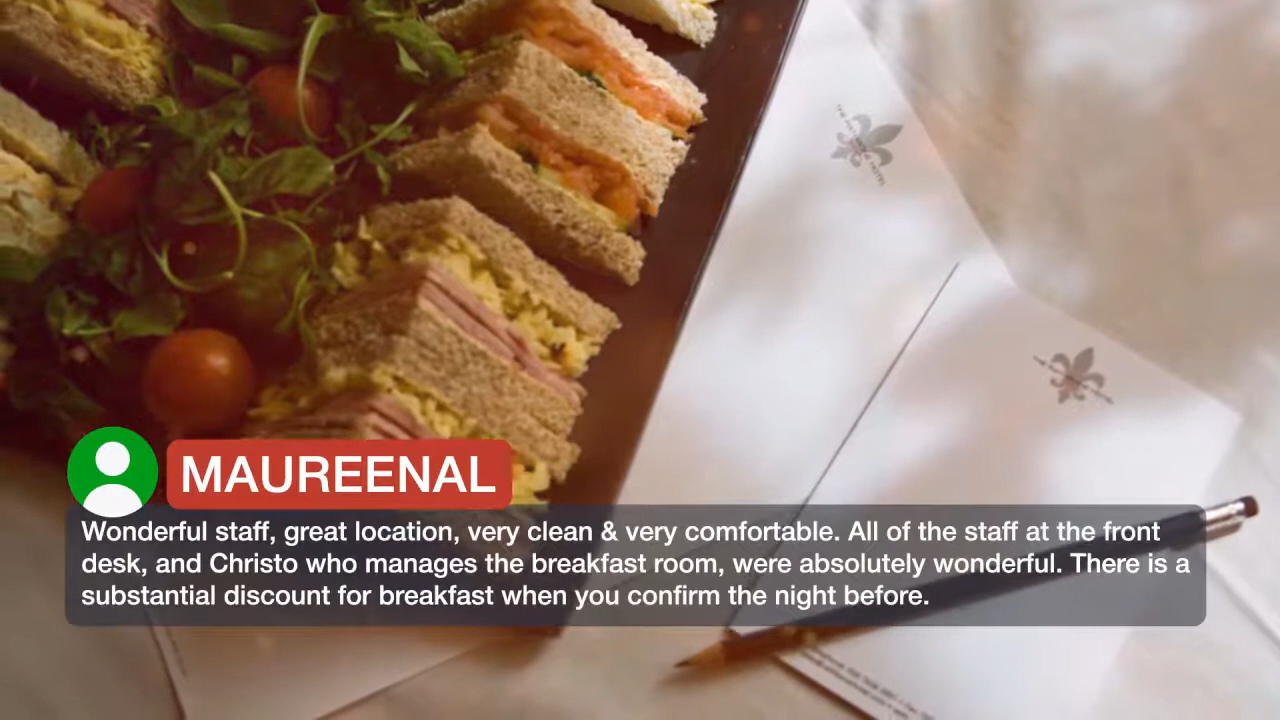 MAUREENAL
Wonderful staff, great location, very clean & very comfortable. All of the staff at the front
desk, and Christo who manages the breakfast room, were absolutely wonderful. There is a
substantial discount for breakfast when you confirm the night before.